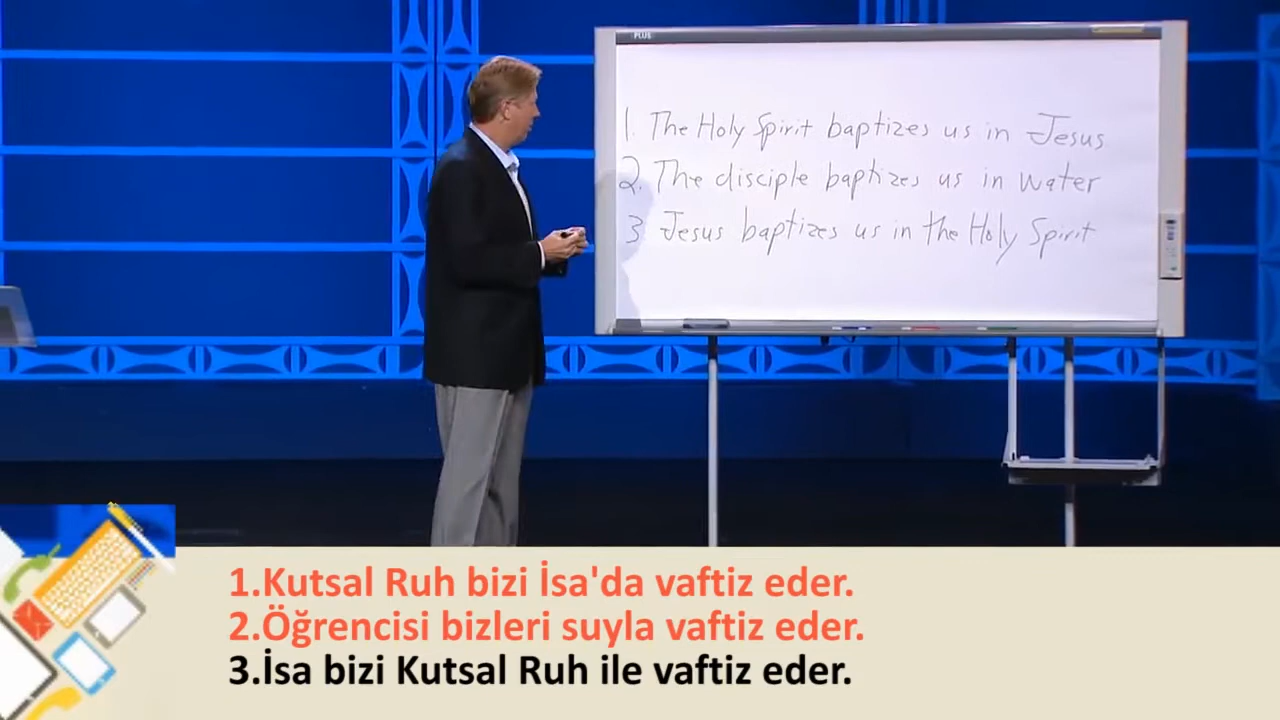 PLUS
1. The Holy Spirit baptizes us in Jesus
2. The disciple baptizes us in water
3 Jesus baptizes us in the Holy Spirit
1.Kutsal Ruh bizi İsa'da vaftiz eder.
2.Öğrencisi bizleri suyla vaftiz eder.
3.İsa bizi Kutsal Ruh ile vaftiz eder.